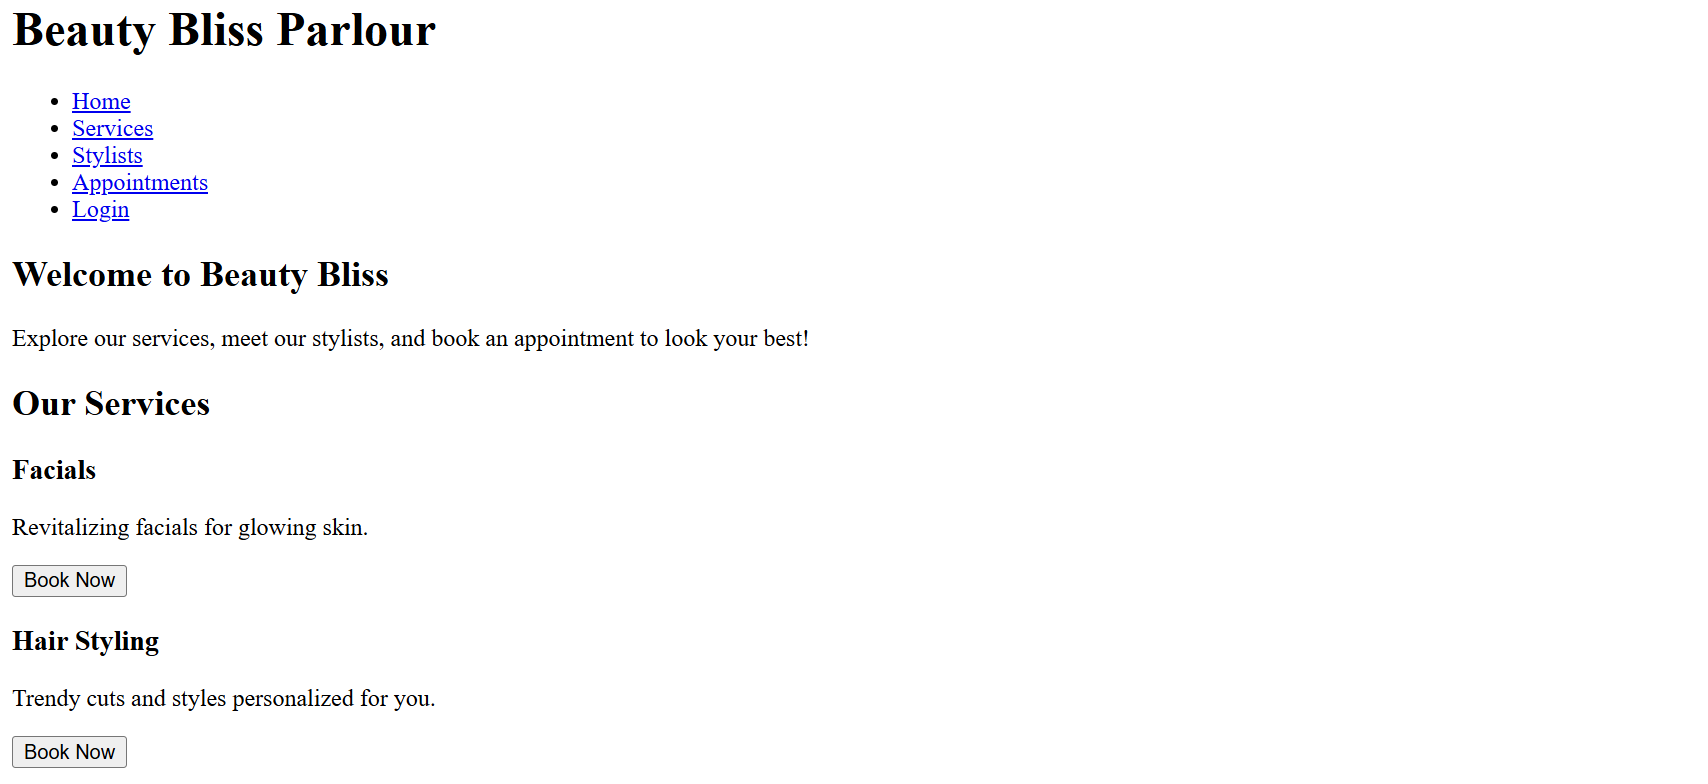 Beauty Bliss Parlour
Home
Services
Stylists
Appointments
Login
Welcome to Beauty Bliss
Explore our services, meet our stylists, and book an appointment to look your best!
Our Services
Facials
Revitalizing facials for glowing skin.
Book Now
Hair Styling
Trendy cuts and styles personalized for you.
Book Now